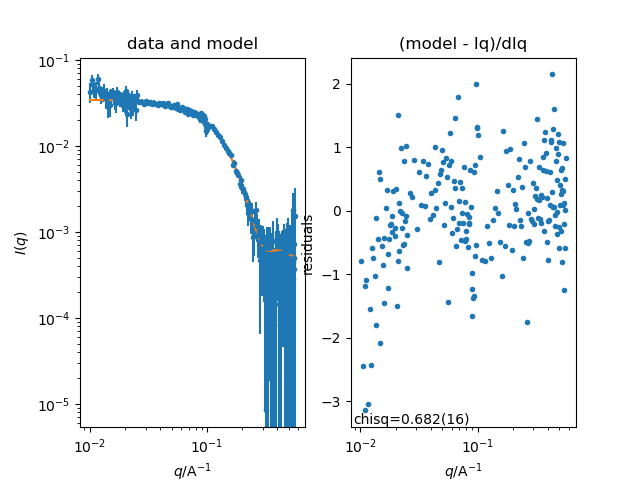 data and model
(model - Iq)/dIq
10⁻¹
10⁻²
10⁻³
10⁻⁴
10⁻⁵
I(q)
10⁻²
10⁻¹
q/A⁻¹
2
1
0
−1
−2
−3
residuals
chisq=0.682(16)
10⁻²
10⁻¹
q/A⁻¹